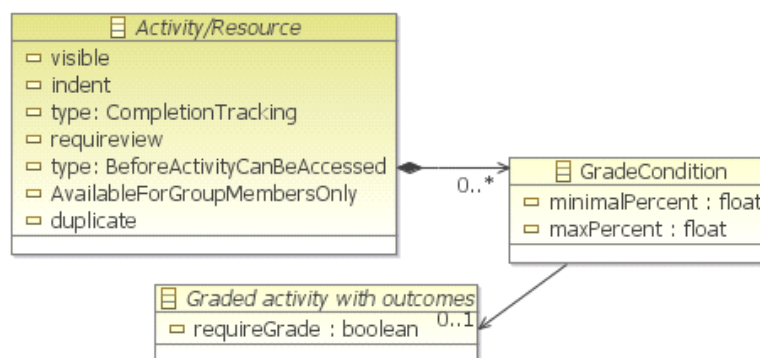 Activity/Resource
visible
indent
type: CompletionTracking
requireview
type: BeforeActivityCanBeAccessed
AvailableForGroupMembersOnly
duplicate
0..*
GradeCondition
minimalPercent : float
maxPercent : float
Graded activity with outcomes
requireGrade : boolean
0..1